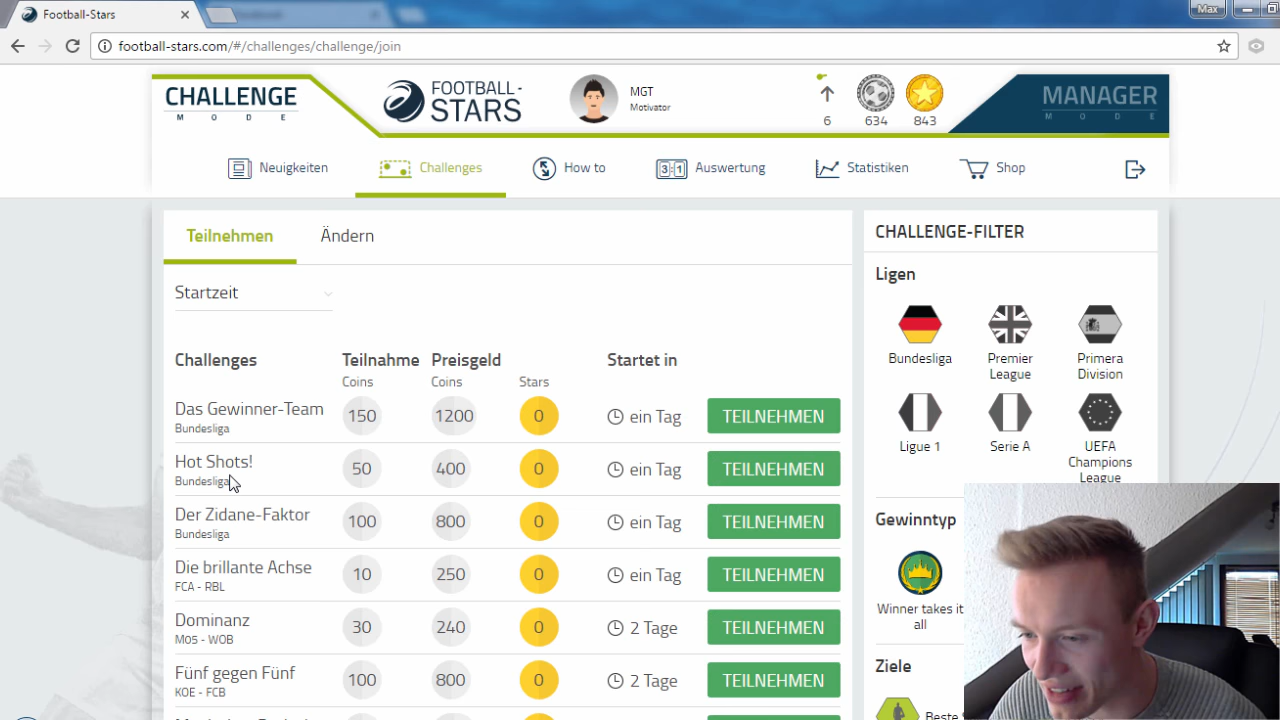 Football-Stars
Max
football-stars.com/#/challenges/challenge/join
CHALLENGE
MODE
FOOTBALL-
STARS
MGT
Motivator
6
634
843
MANAGER
MODE
Neuigkeiten
Challenges
How to
3:1
Auswertung
Statistiken
Shop
Teilnehmen
Ändern
Startzeit
Challenges
Teilnahme
Preisgeld
Startet in
Coins
Coins
Stars
Das Gewinner-Team
Bundesliga
150
1200
0
ein Tag
TEILNEHMEN
Hot Shots!
Bundesliga
50
400
0
ein Tag
TEILNEHMEN
Der Zidane-Faktor
Bundesliga
100
800
0
ein Tag
TEILNEHMEN
Die brillante Achse
FCA - RBL
10
250
0
ein Tag
TEILNEHMEN
Dominanz
M05 - WOB
30
240
0
2 Tage
TEILNEHMEN
Fünf gegen Fünf
KOE - FCB
100
800
0
2 Tage
TEILNEHMEN
CHALLENGE-FILTER
Ligen
Bundesliga
Premier
League
Primera
Division
Ligue 1
Serie A
UEFA
Champions
League
Gewinntyp
Winner takes it
all
Ziele
Beste